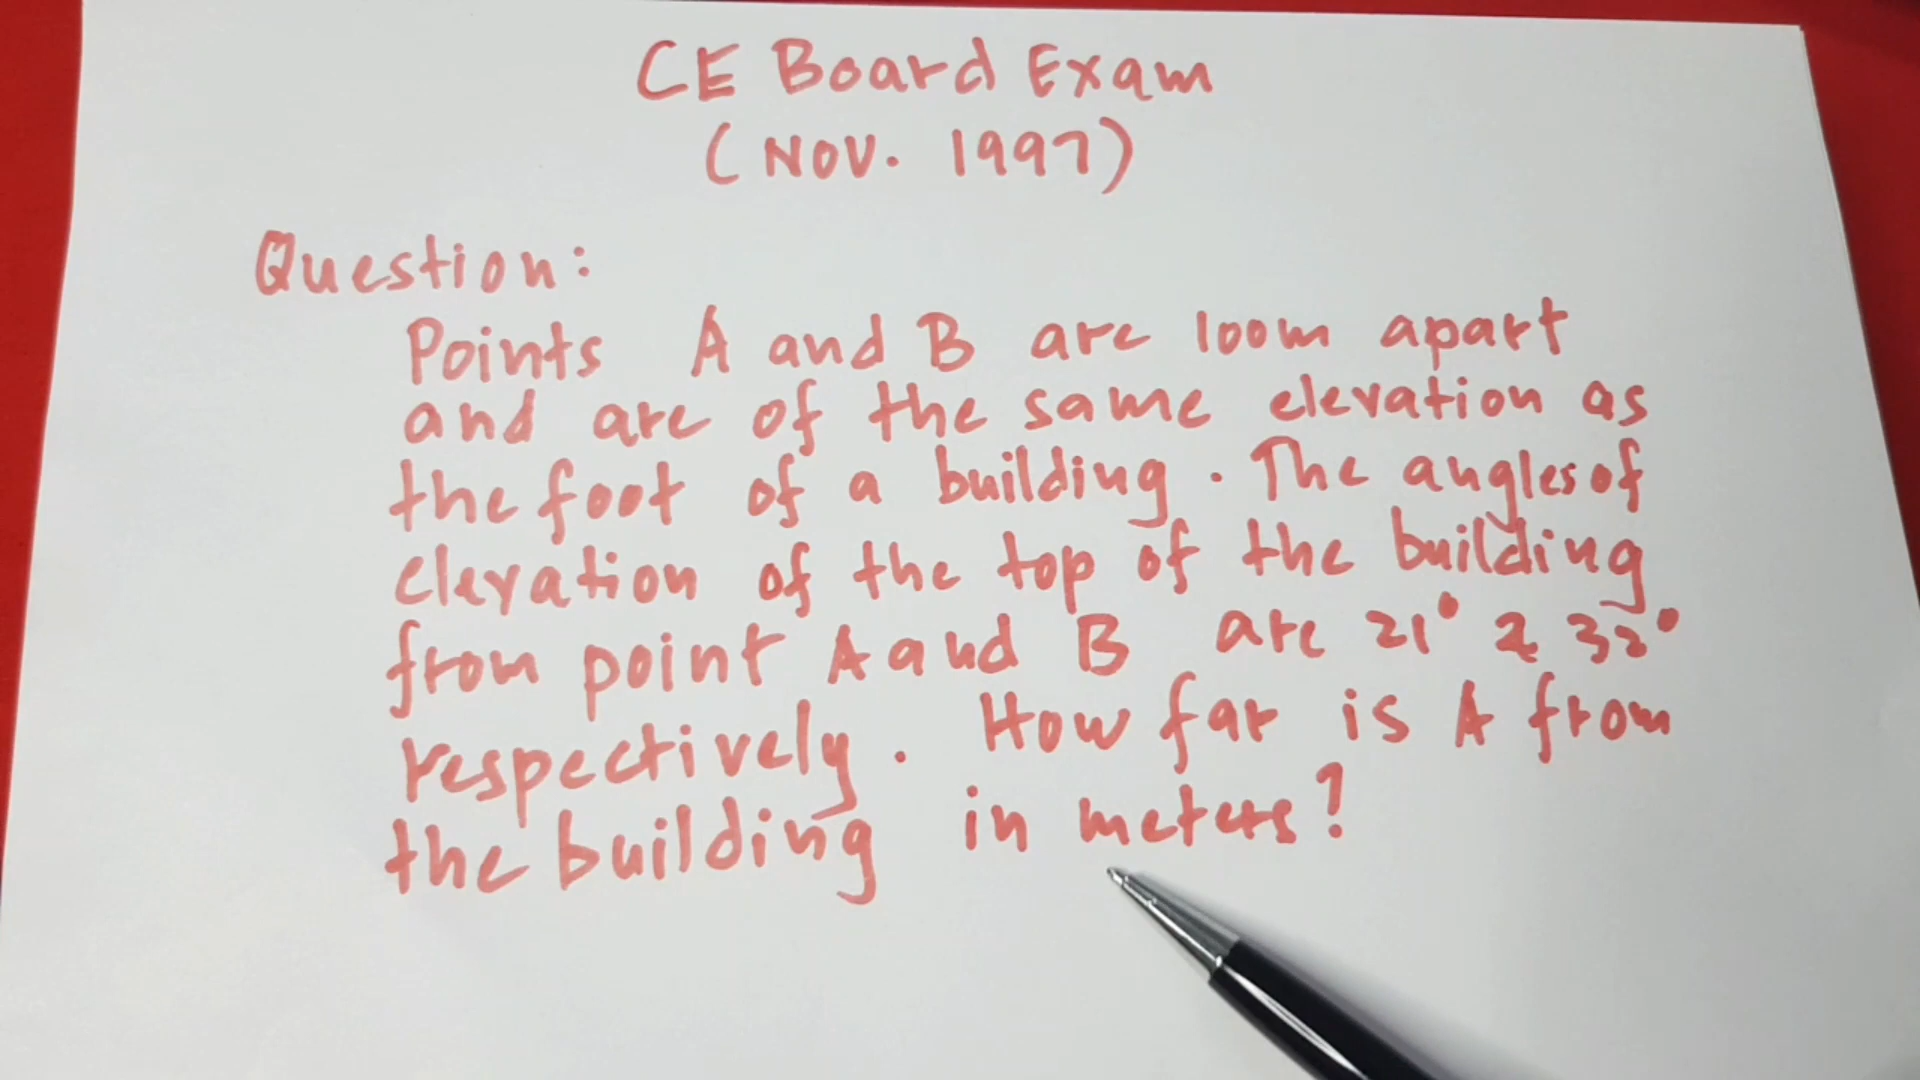 CE Board Exam
(NOV. 1997)
Question:
Points A and B are 100m apart
and are of the same elevation as
the foot of a building. The angles of
elevation of the top of the building
from point A and B are 21° & 32°
respectively. How far is A from
the building in meters?